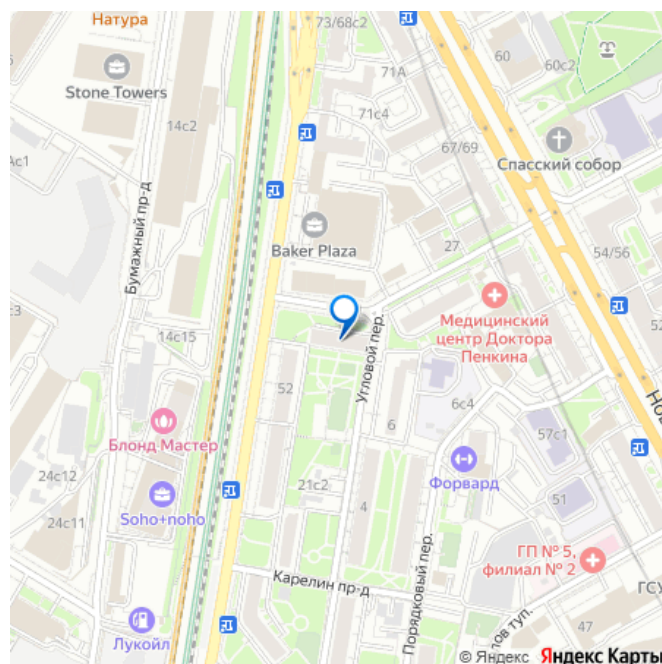 Натура
73/68с2
60
60с2
71А
Stone Towers
14с2
71с4
67/69
Спасский собор
Ас1
Бумажный пр-д
Baker Plaza
27
54/56
Медицинский
центр Доктора
Пенкина
14с15
Угловой пер.
52
6
6с4
57с1
Блонд Мастер
24с12
21с2
Форвард
Soho+noho
4
51
24с11
ГП № 5,
филиал № 2
Карелин пр-д
Порядковый пер.
ГСУ
Лукойл
лов туп.
47
© Яндекс Яндекс Карты